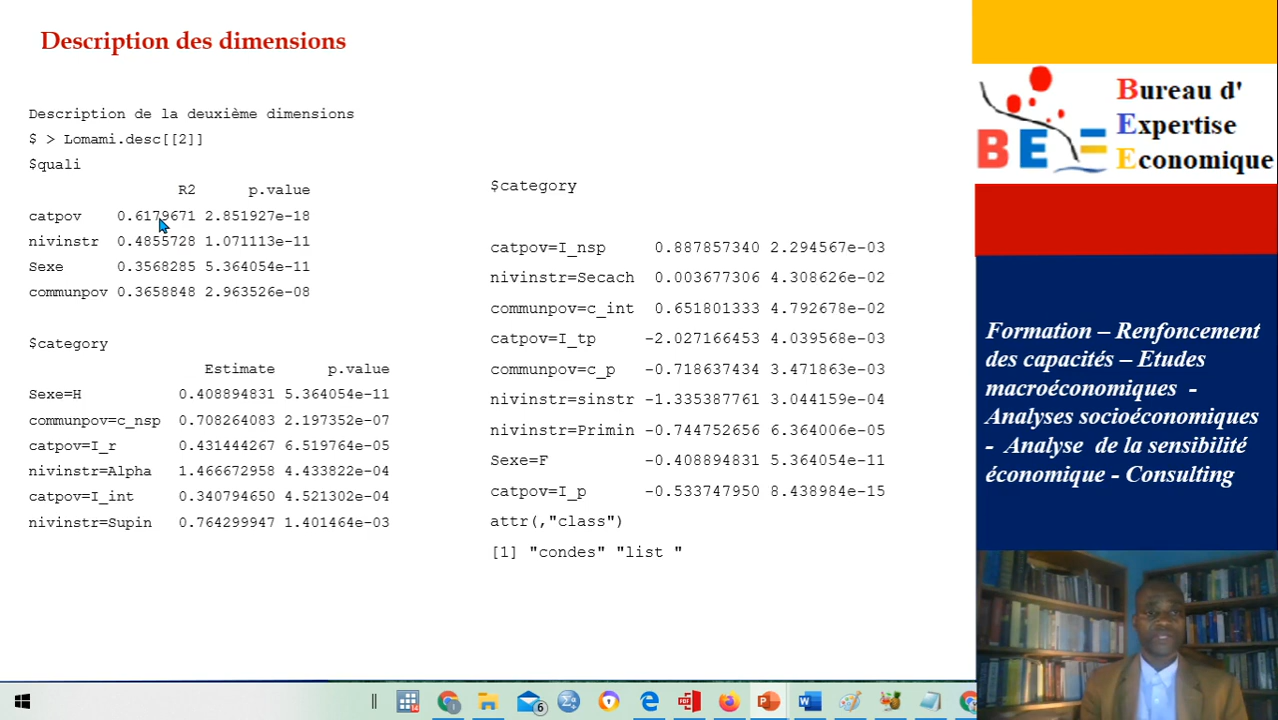 Description des dimensions
Description de la deuxième dimensions
$ > Lomami.desc[[2]]
$quali
R2 p.value
catpov 0.6179671 2.851927e-18
nivinstr 0.4855728 1.071113e-11
Sexe 0.3568285 5.364054e-11
communpov 0.3658848 2.963526e-08
$category
Estimate p.value
Sexe=H 0.408894831 5.364054e-11
communpov=c_nsp 0.708264083 2.197352e-07
catpov=I_r 0.431444267 6.519764e-05
nivinstr=Alpha 1.466672958 4.433822e-04
catpov=I_int 0.340794650 4.521302e-04
nivinstr=Supin 0.764299947 1.401464e-03
$category
catpov=I_nsp 0.887857340 2.294567e-03
nivinstr=Secach 0.003677306 4.308626e-02
communpov=c_int 0.651801333 4.792678e-02
catpov=I_tp -2.027166453 4.039568e-03
communpov=c_p -0.718637434 3.471863e-03
nivinstr=sinstr -1.335387761 3.044159e-04
nivinstr=Primin -0.744752656 6.364006e-05
Sexe=F -0.408894831 5.364054e-11
catpov=I_p -0.533747950 8.438984e-15
attr(,"class")
[1] "condes" "list "
BE
Bureau d'
Expertise
Economique
Formation – Renfoncement
des capacités – Etudes
macroéconomiques -
Analyses socioéconomiques
- Analyse de la sensibilité
économique - Consulting
6